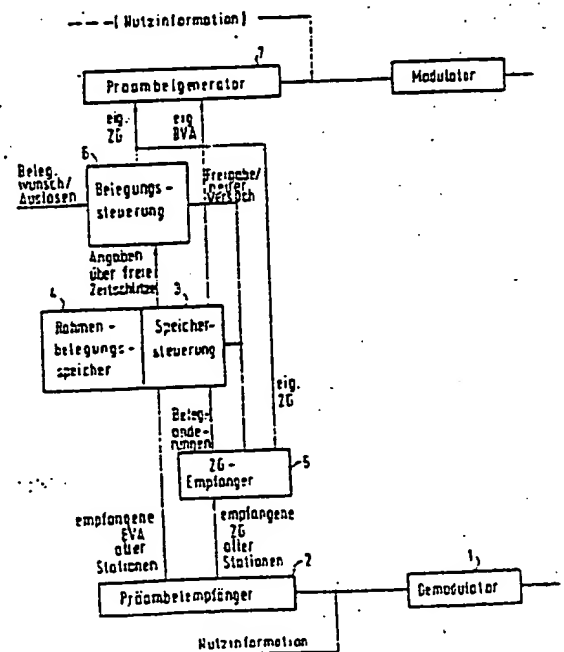 ( Nutzinformation
7
Präambelgenerator
Modulator
eig.
ZG
eig
BVA
6
Beleg.
wunsch/
Auslösen
Belegungs-
steuerung
Freigabe/
neuer
Versuch
Angaben
über freie
Zeitschlitze
4
3
Rahmen-
belegungs-
speicher
Speicher-
steuerung
eig.
ZG
Beleg-
ände-
rungen
ZG-
Empfänger
5
empfangene
EVA
aller
Stationen
empfangene
ZG
aller
Stationen
2
1
Präambelempfänger
Demodulator
Nutzinformation